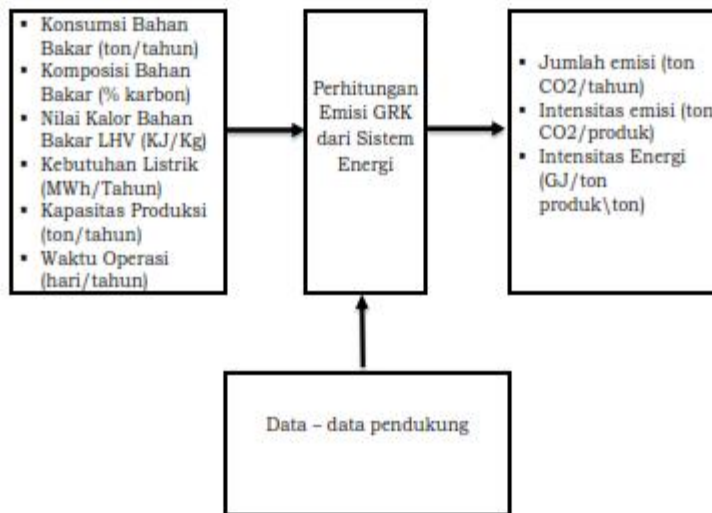 ▪ Konsumsi Bahan
Bakar (ton/tahun)
▪ Komposisi Bahan
Bakar (% karbon)
▪ Nilai Kalor Bahan
Bakar LHV (KJ/Kg)
▪ Kebutuhan Listrik
(MWh/Tahun)
▪ Kapasitas Produksi
(ton/tahun)
▪ Waktu Operasi
(hari/tahun)
Perhitungan
Emisi GRK
dari Sistem
Energi
▪ Jumlah emisi (ton
CO2/tahun)
▪ Intensitas emisi (ton
CO2/produk)
▪ Intensitas Energi
(GJ/ton
produk\ton)
Data – data pendukung